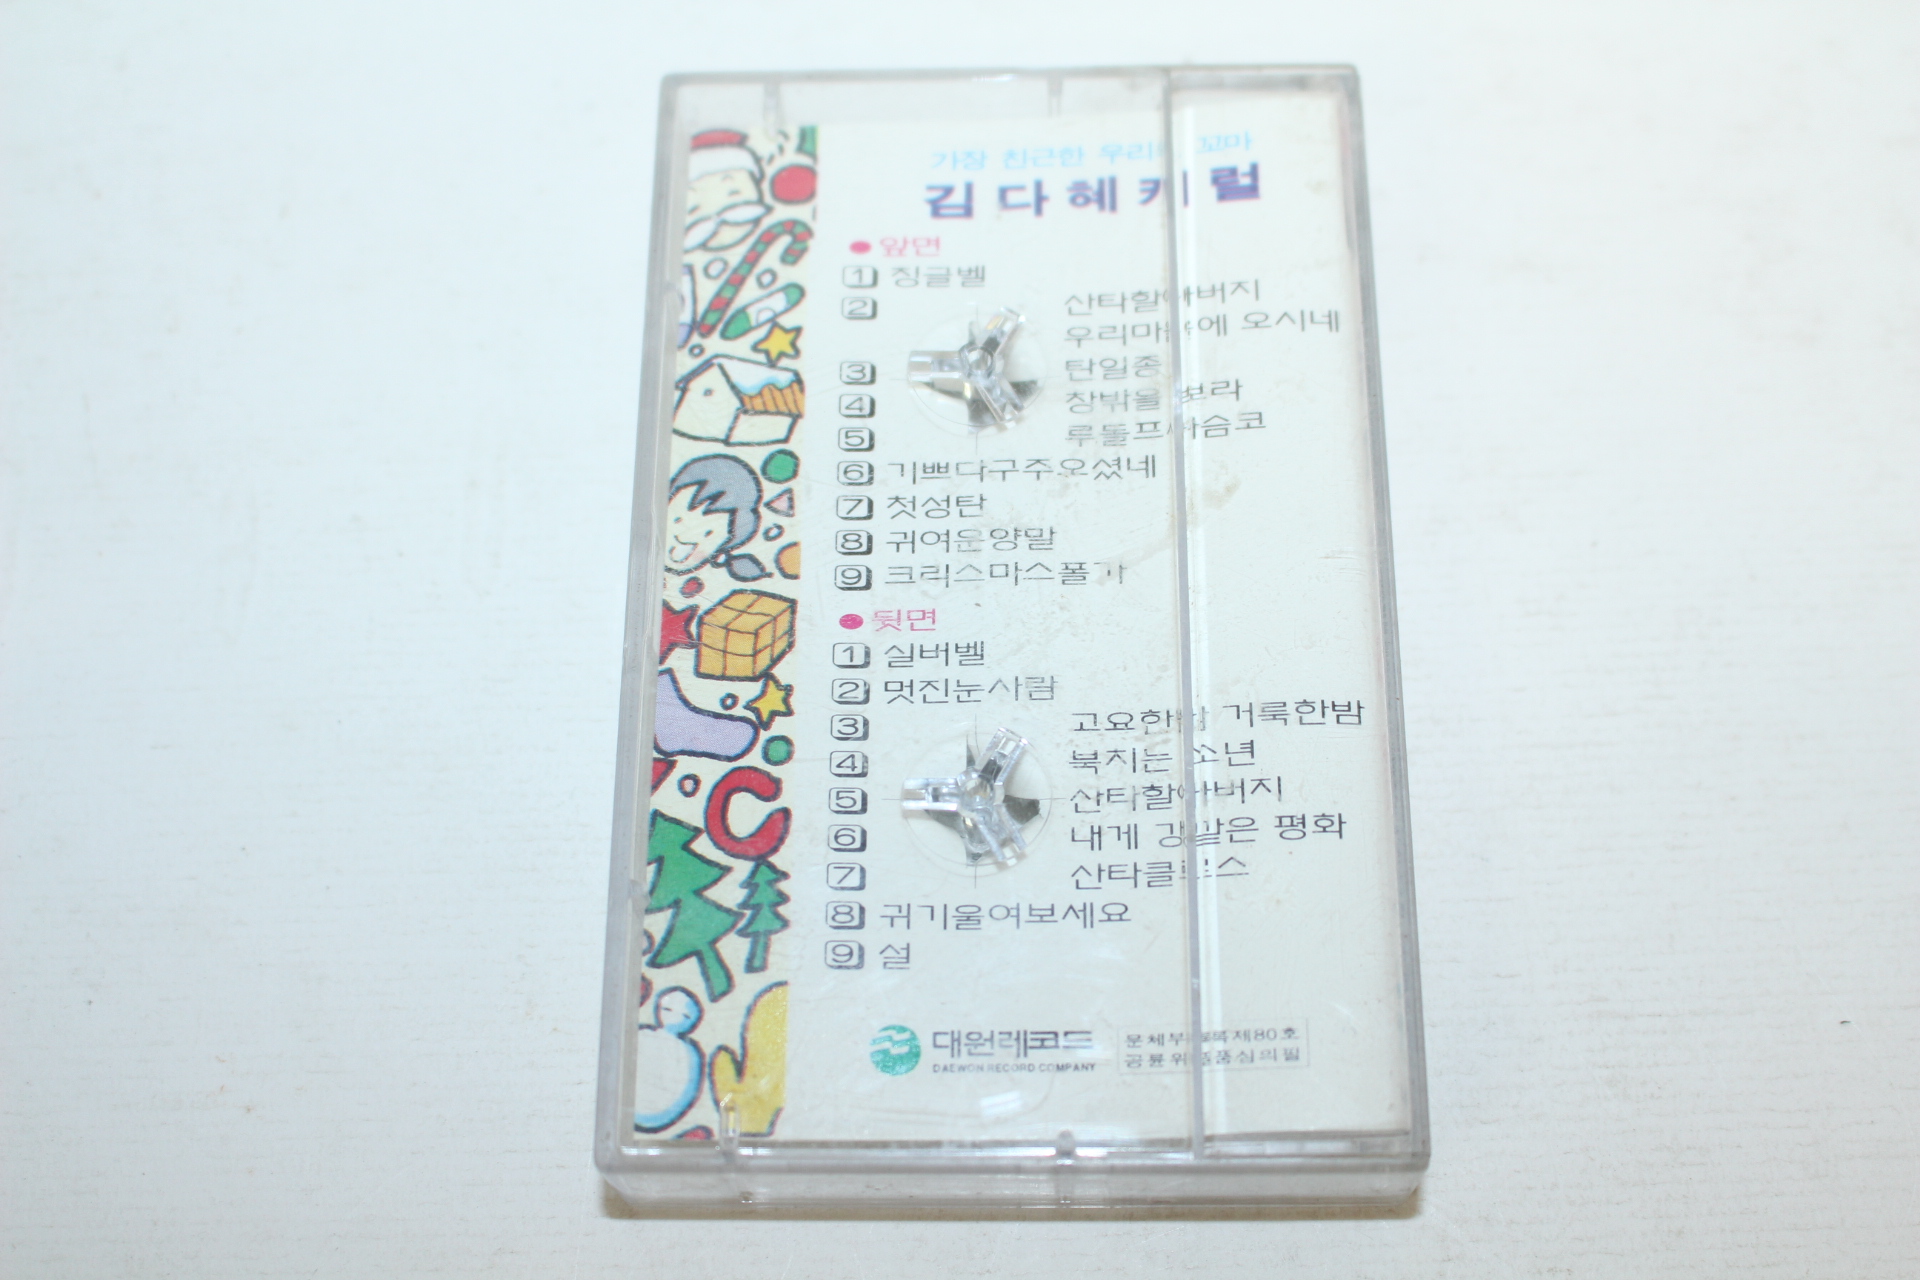 가장 친근한 우리의 꼬마
김다혜캐럴
● 앞면
1 징글벨
2 산타할아버지
우리마을에 오시네
3 탄일종
4 창밖을 보라
5 루돌프사슴코
6 기쁘다구주오셨네
7 첫성탄
8 귀여운양말
9 크리스마스폴카
● 뒷면
1 실버벨
2 멋진눈사람
3 고요한밤 거룩한밤
4 북치는 소년
5 산타할아버지
6 내게 강같은 평화
7 산타클로스
8 귀기울여보세요
9 설
대원레코드
DAEWON RECORD COMPANY
문체부등록제80호
공륜위 음심의필